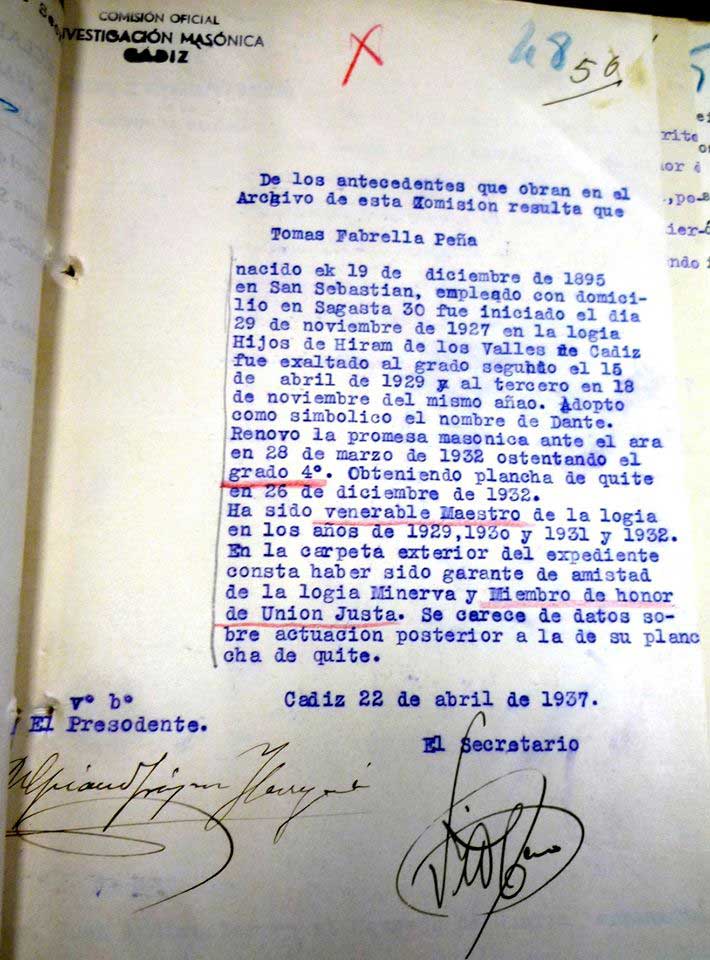 COMISIÓN OFICIAL
INVESTIGACIÓN MASÓNICA
CADIZ
48
50
De los antecedentes que obran en el
Archivo de esta Comision resulta que
Tomas Fabrella Peña
nacido ek 19 de diciembre de 1895
en San Sebastian, empleado con domici-
lio en Sagasta 30 fue iniciado el dia
29 de noviembre de 1927 en la logia
Hijos de Hiram de los Valles de Cadiz
fue exaltado al grado segundo el 15
de abril de 1929 y al tercero en 18
de noviembre del mismo añao. Adopto
como simbolico el nombre de Dante.
Renovo la promesa masonica ante el ara
en 28 de marzo de 1932 ostentando el
grado 4º. Obteniendo plancha de quite
en 26 de diciembre de 1932.
Ha sido venerable Maestro de la logia
en los años de 1929,1930 y 1931 y 1932.
En la carpeta exterior del expediente
consta haber sido garante de amistad
de la logia Minerva y Miembro de honor
de Union Justa. Se carece de datos so-
bre actuacion posterior a la de su planc
cha de quite.
Cadiz 22 de abril de 1937.
vº bº
El Presodente.
El Secretario